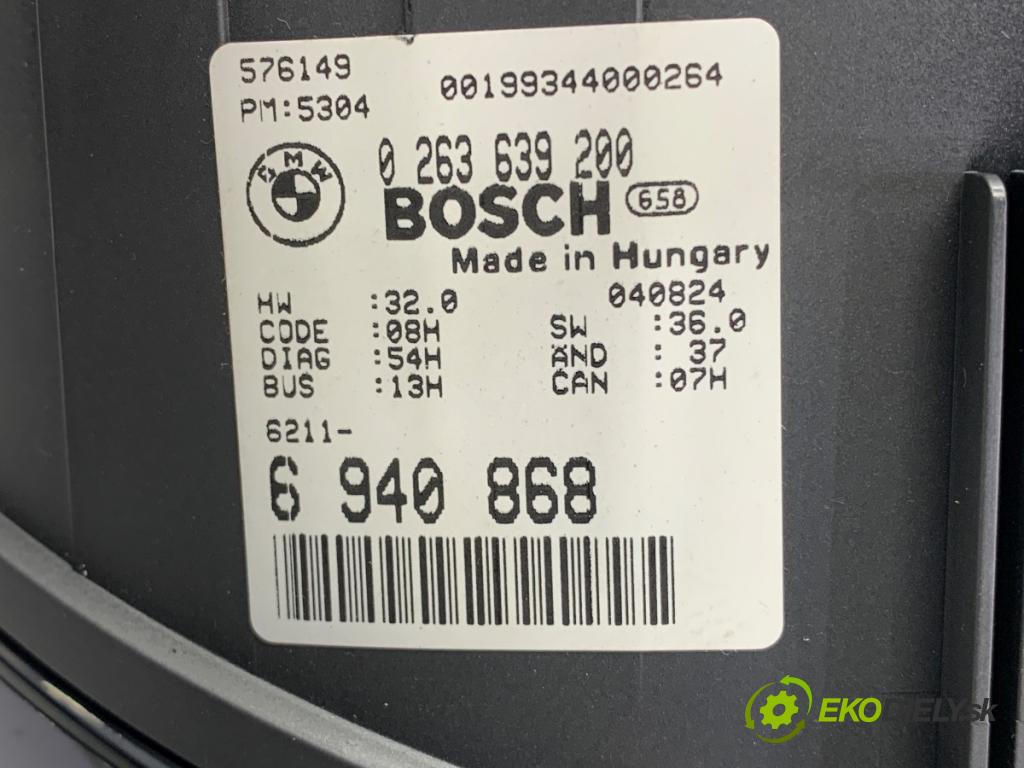 576149 00199344000264
PM:5304
BMW 0 263 639 200
BOSCH 658
Made in Hungary
HW :32.0 040824
CODE :08H SW :36.0
DIAG :54H ÄND : 37
BUS :13H CAN :07H
6211-
6 940 868
EKODIELY.sk